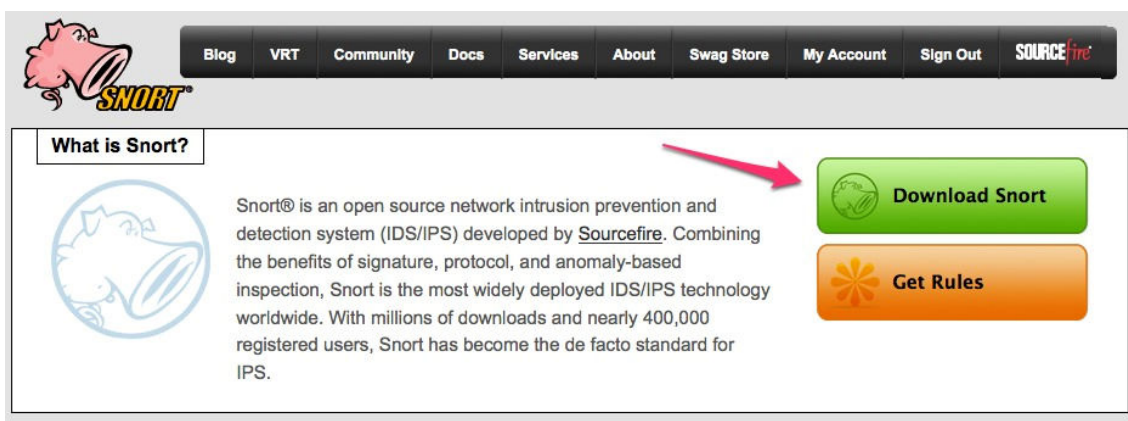 Blog VRT Community Docs Services About Swag Store My Account Sign Out SOURCEfire
SNORT®
What is Snort?
Snort® is an open source network intrusion prevention and
detection system (IDS/IPS) developed by Sourcefire. Combining
the benefits of signature, protocol, and anomaly-based
inspection, Snort is the most widely deployed IDS/IPS technology
worldwide. With millions of downloads and nearly 400,000
registered users, Snort has become the de facto standard for
IPS.
Download Snort
Get Rules